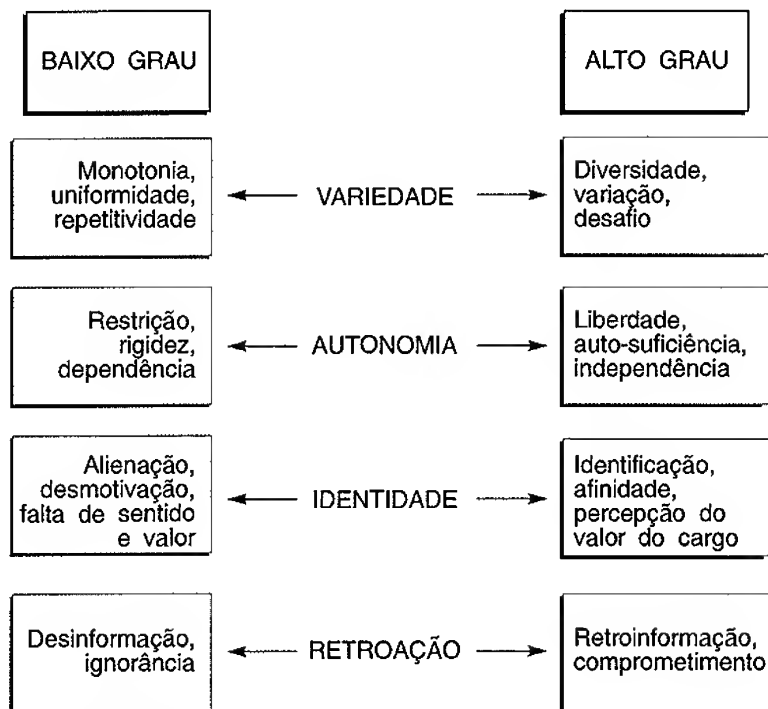 BAIXO GRAU
ALTO GRAU
Monotonia,
uniformidade,
repetitividade
VARIEDADE
Diversidade,
variação,
desafio
Restrição,
rigidez,
dependência
AUTONOMIA
Liberdade,
auto-suficiência,
independência
Alienação,
desmotivação,
falta de sentido
e valor
IDENTIDADE
Identificação,
afinidade,
percepção do
valor do cargo
Desinformação,
ignorância
RETROAÇÃO
Retroinformação,
comprometimento